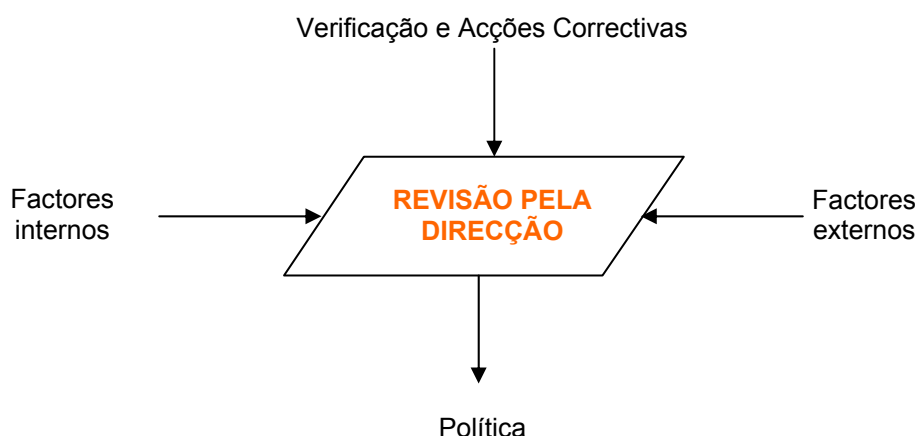 Verificação e Acções Correctivas
Factores
internos
REVISÃO PELA
DIRECÇÃO
Factores
externos
Política